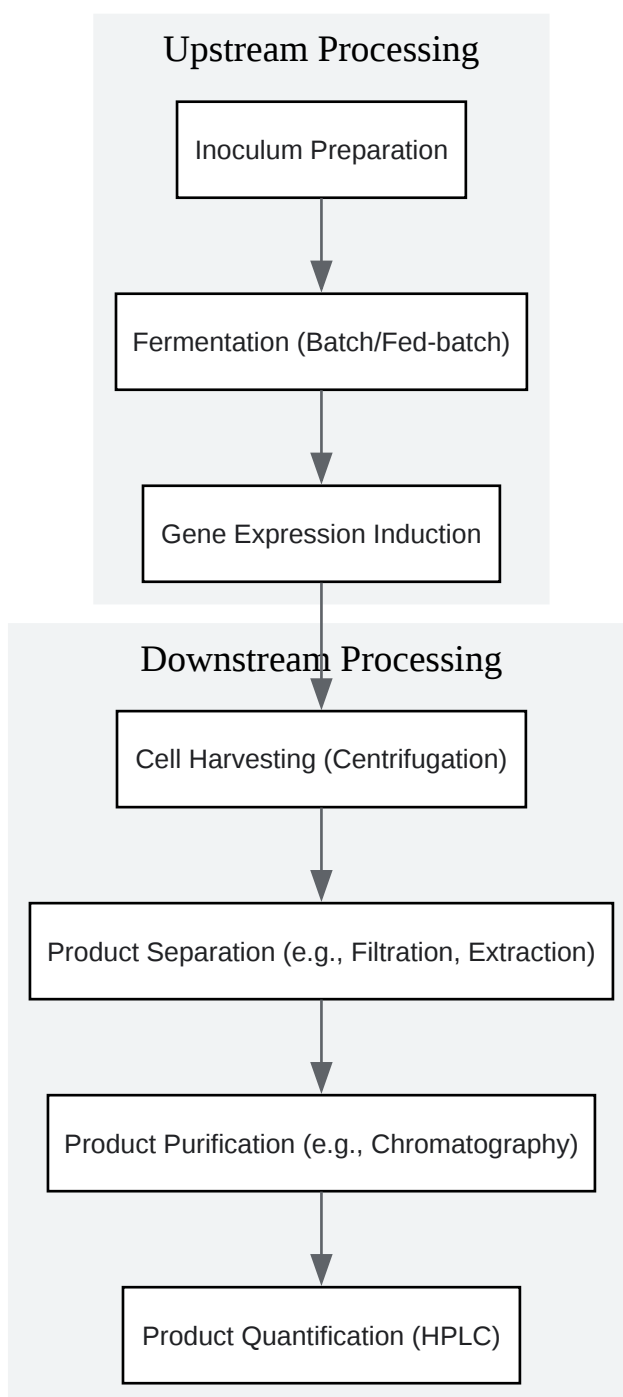 Upstream Processing
Inoculum Preparation
Fermentation (Batch/Fed-batch)
Gene Expression Induction
Downstream Processing
Cell Harvesting (Centrifugation)
Product Separation (e.g., Filtration, Extraction)
Product Purification (e.g., Chromatography)
Product Quantification (HPLC)